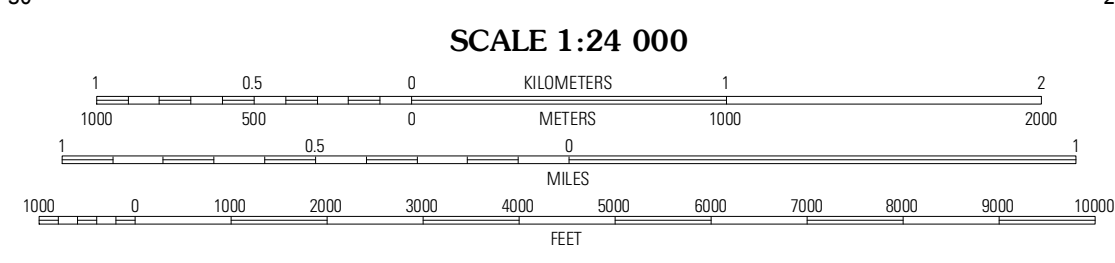 SCALE 1:24 000
1 0.5 0 KILOMETERS 1 2
1000 500 0 METERS 1000 2000
1 0.5 0 1
MILES
1000 0 1000 2000 3000 4000 5000 6000 7000 8000 9000 10000
FEET